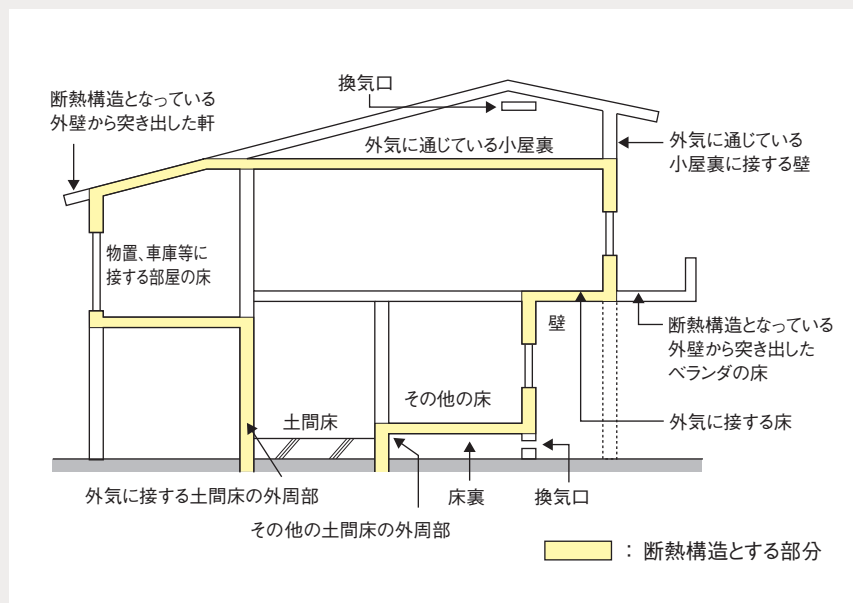 換気口
断熱構造となっている
外壁から突き出した軒
外気に通じている小屋裏
外気に通じている
小屋裏に接する壁
物置、車庫等に
接する部屋の床
壁
断熱構造となっている
外壁から突き出した
ベランダの床
その他の床
土間床
外気に接する床
外気に接する土間床の外周部
床裏
換気口
その他の土間床の外周部
：断熱構造とする部分